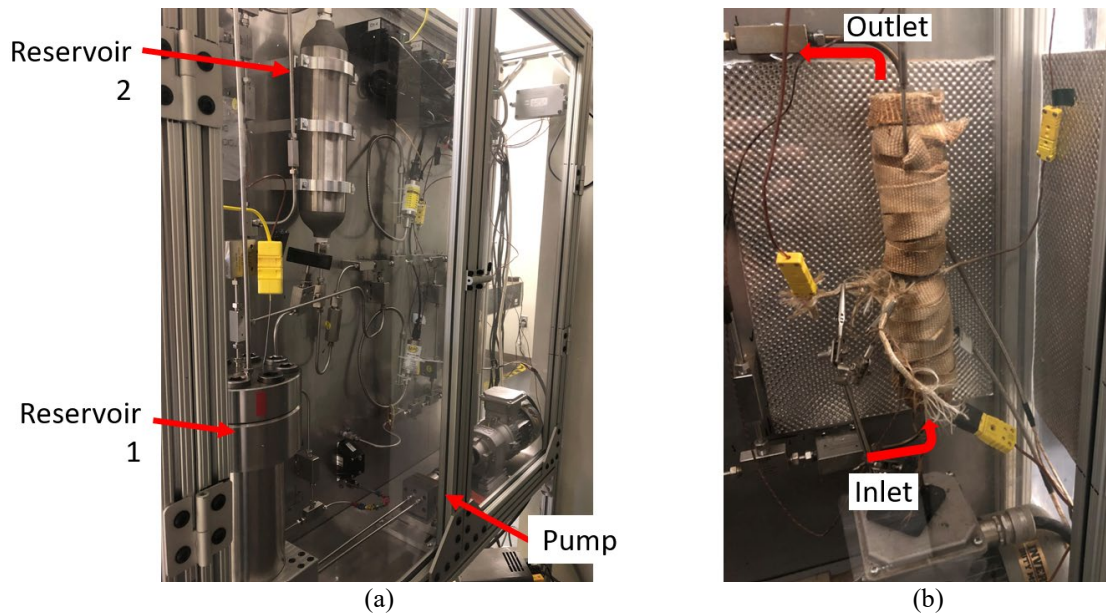 Reservoir
2
Reservoir
1
Pump
(a)
Outlet
Inlet
(b)